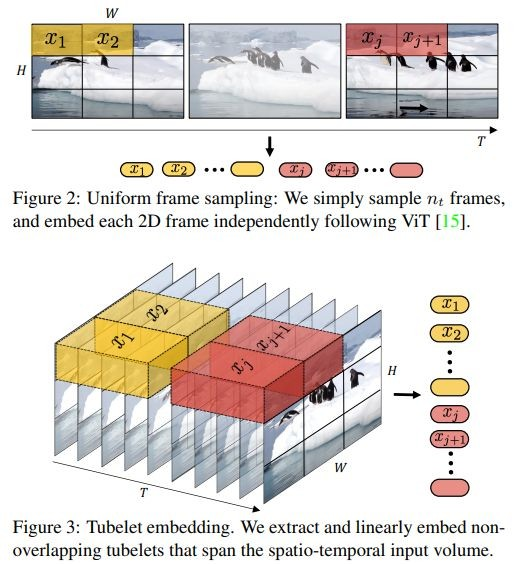 W
x1 x2 xj xj+1
H
T
x1 x2 ••• xj xj+1 •••
Figure 2: Uniform frame sampling: We simply sample nt frames,
and embed each 2D frame independently following ViT [15].
x1 x2 xj xj+1
H
W
T
x1
x2
xj
xj+1
Figure 3: Tubelet embedding. We extract and linearly embed non-
overlapping tubelets that span the spatio-temporal input volume.